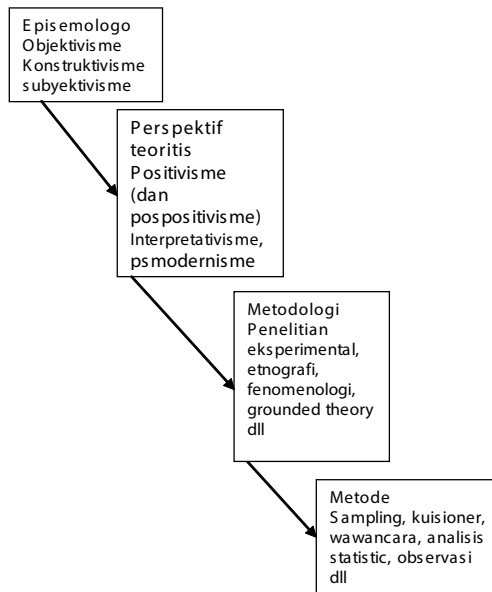 Episemologo
Objektivisme
Konstruktivisme
subyektivisme
Perspektif
teoritis
Positivisme
(dan
pospositivisme)
Interpretativisme,
psmodernisme
Metodologi
Penelitian
eksperimental,
etnografi,
fenomenologi,
grounded theory
dll
Metode
Sampling, kuisioner,
wawancara, analisis
statistic, observasi
dll